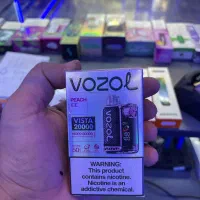 VOZOL
PEACH
ICE
VISTA
20000
WARNING:
This product
contains nicotine.
Nicotine is an
addictive chemical.